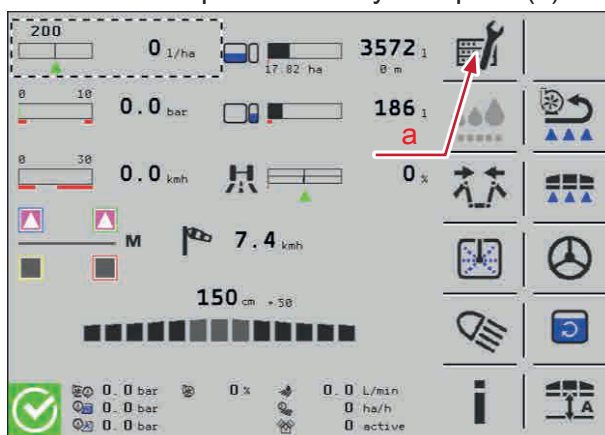 200
0 l/ha
17.82 ha
3572 l
0 m
0 10
0.0 bar
186 l
a
0 30
0.0 kmh
0 %
M
7.4 kmh
150 cm + 50
0.0 bar
0 %
0.0 L/min
0.0 bar
0 ha/h
0.0 bar
0 active
i
A